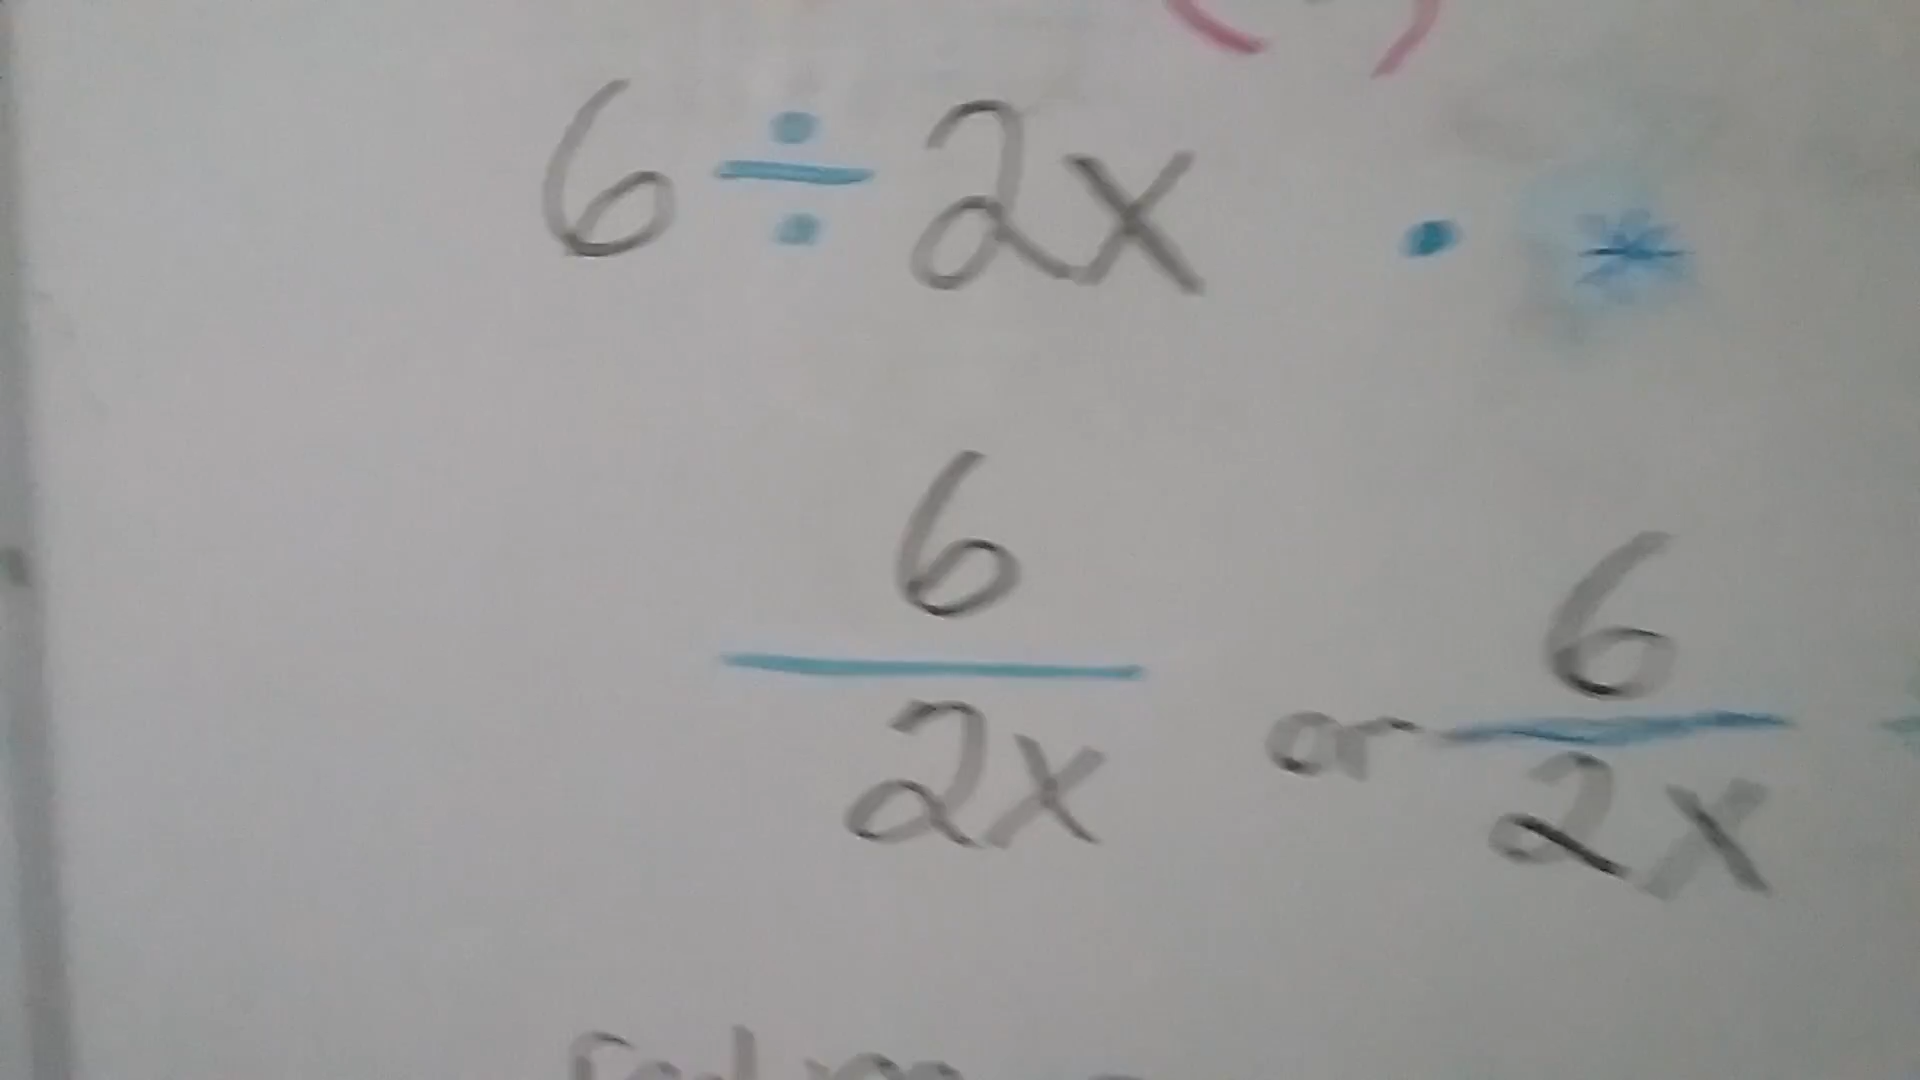 ( )
6 ÷ 2x · *
6/2x or 6/2x